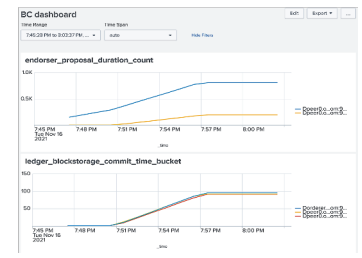 BC dashboard
Edit Export ▾ ...
Time Range Time Span
7:45:29 PM to 8:03:37 PM, ... auto Hide Filters
endorser_proposal_duration_count
1.0K
0.5K
7:45 PM 7:48 PM 7:51 PM 7:54 PM 7:57 PM 8:00 PM
Tue Nov 16
2021
_time
ledger_blockstorage_commit_time_bucket
150
100
50
7:45 PM 7:48 PM 7:51 PM 7:54 PM 7:57 PM 8:00 PM
Tue Nov 16
2021
_time